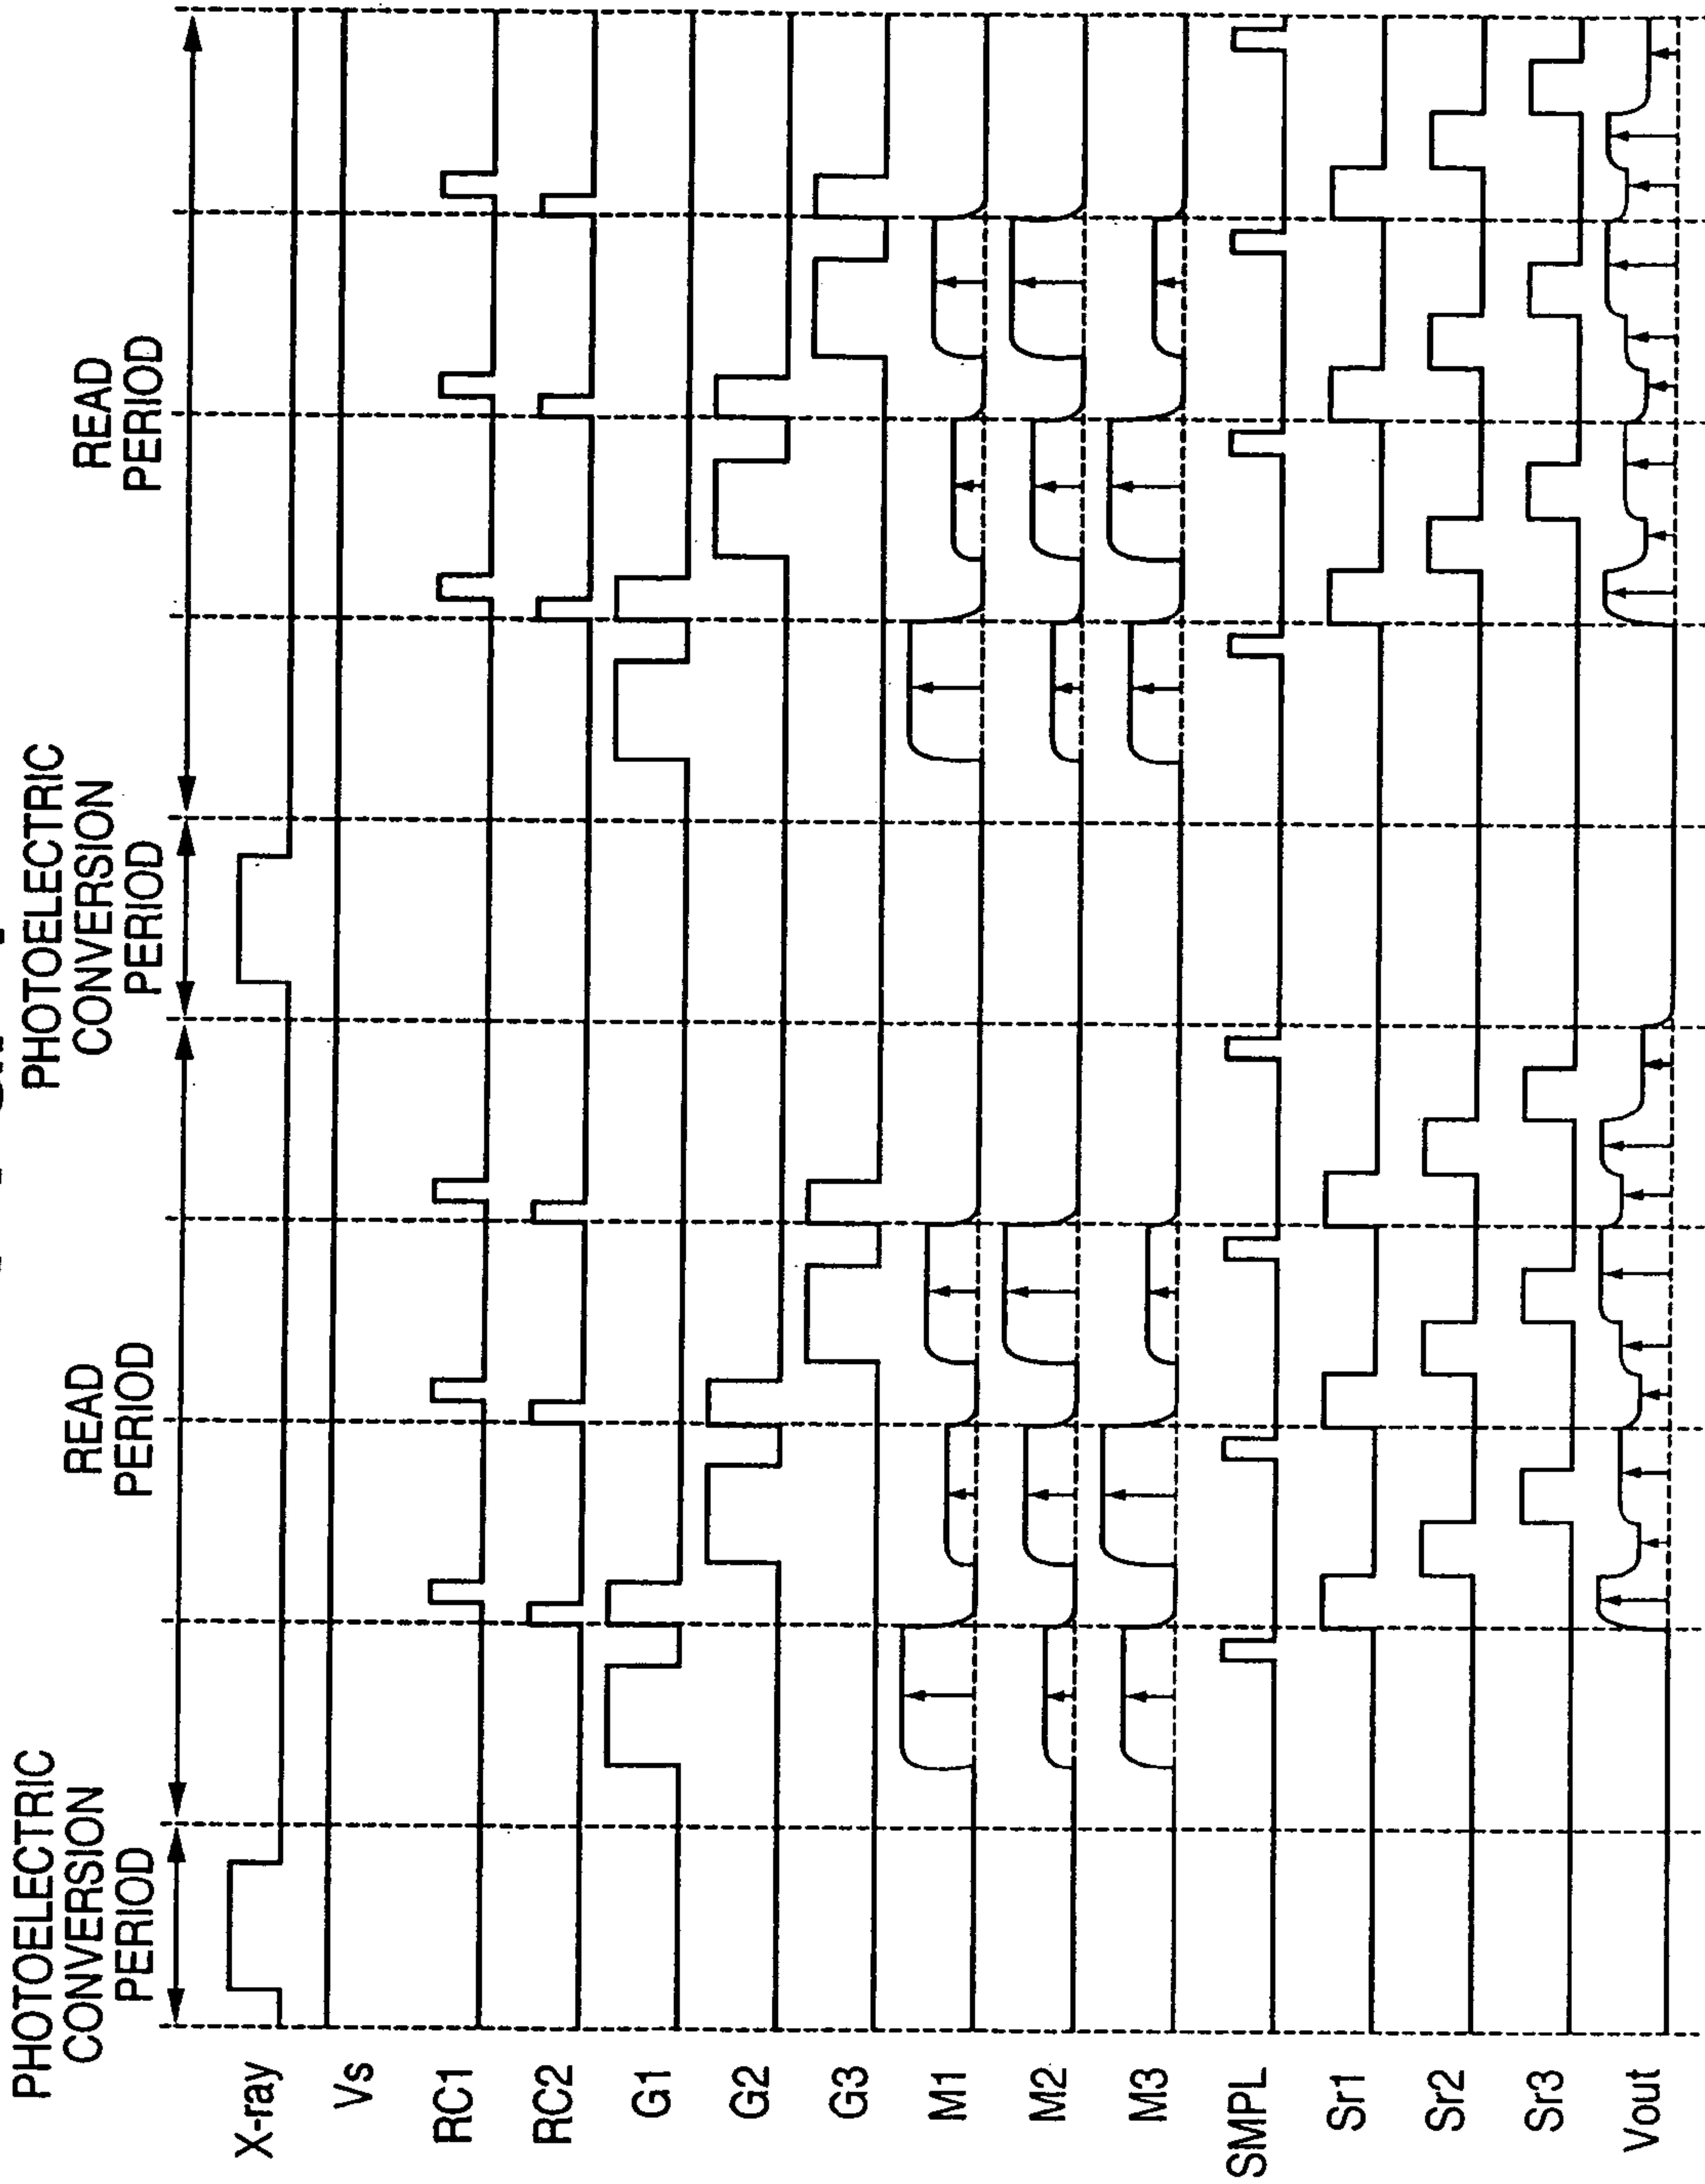 PHOTOELECTRIC
CONVERSION
PERIOD
READ
PERIOD
PHOTOELECTRIC
CONVERSION
PERIOD
READ
PERIOD
X-ray
Vs
RC1
RC2
G1
G2
G3
M1
M2
M3
SMPL
Sr1
Sr2
Sr3
Vout